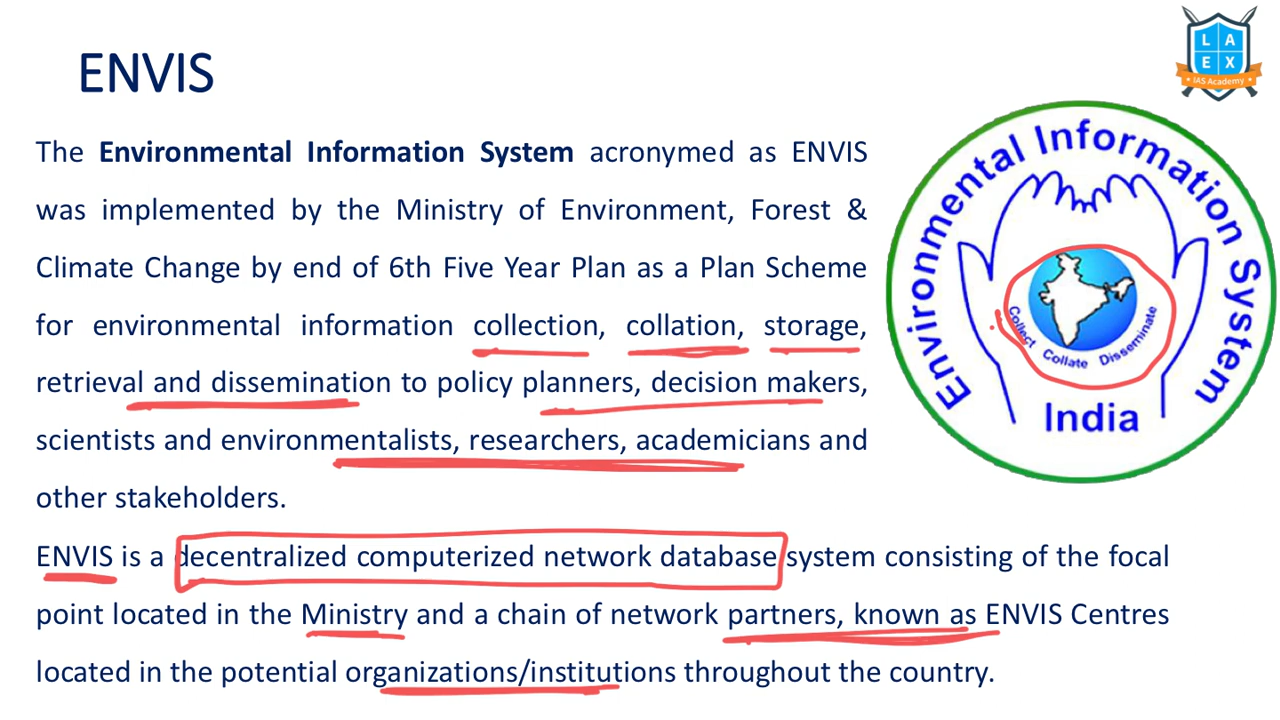 ENVIS
L A
E X
IAS Academy
The Environmental Information System acronymed as ENVIS
was implemented by the Ministry of Environment, Forest &
Climate Change by end of 6th Five Year Plan as a Plan Scheme
for environmental information collection, collation, storage,
retrieval and dissemination to policy planners, decision makers,
scientists and environmentalists, researchers, academicians and
other stakeholders.
Environmental Information System
Collect Collate Disseminate
India
ENVIS is a decentralized computerized network database system consisting of the focal
point located in the Ministry and a chain of network partners, known as ENVIS Centres
located in the potential organizations/institutions throughout the country.